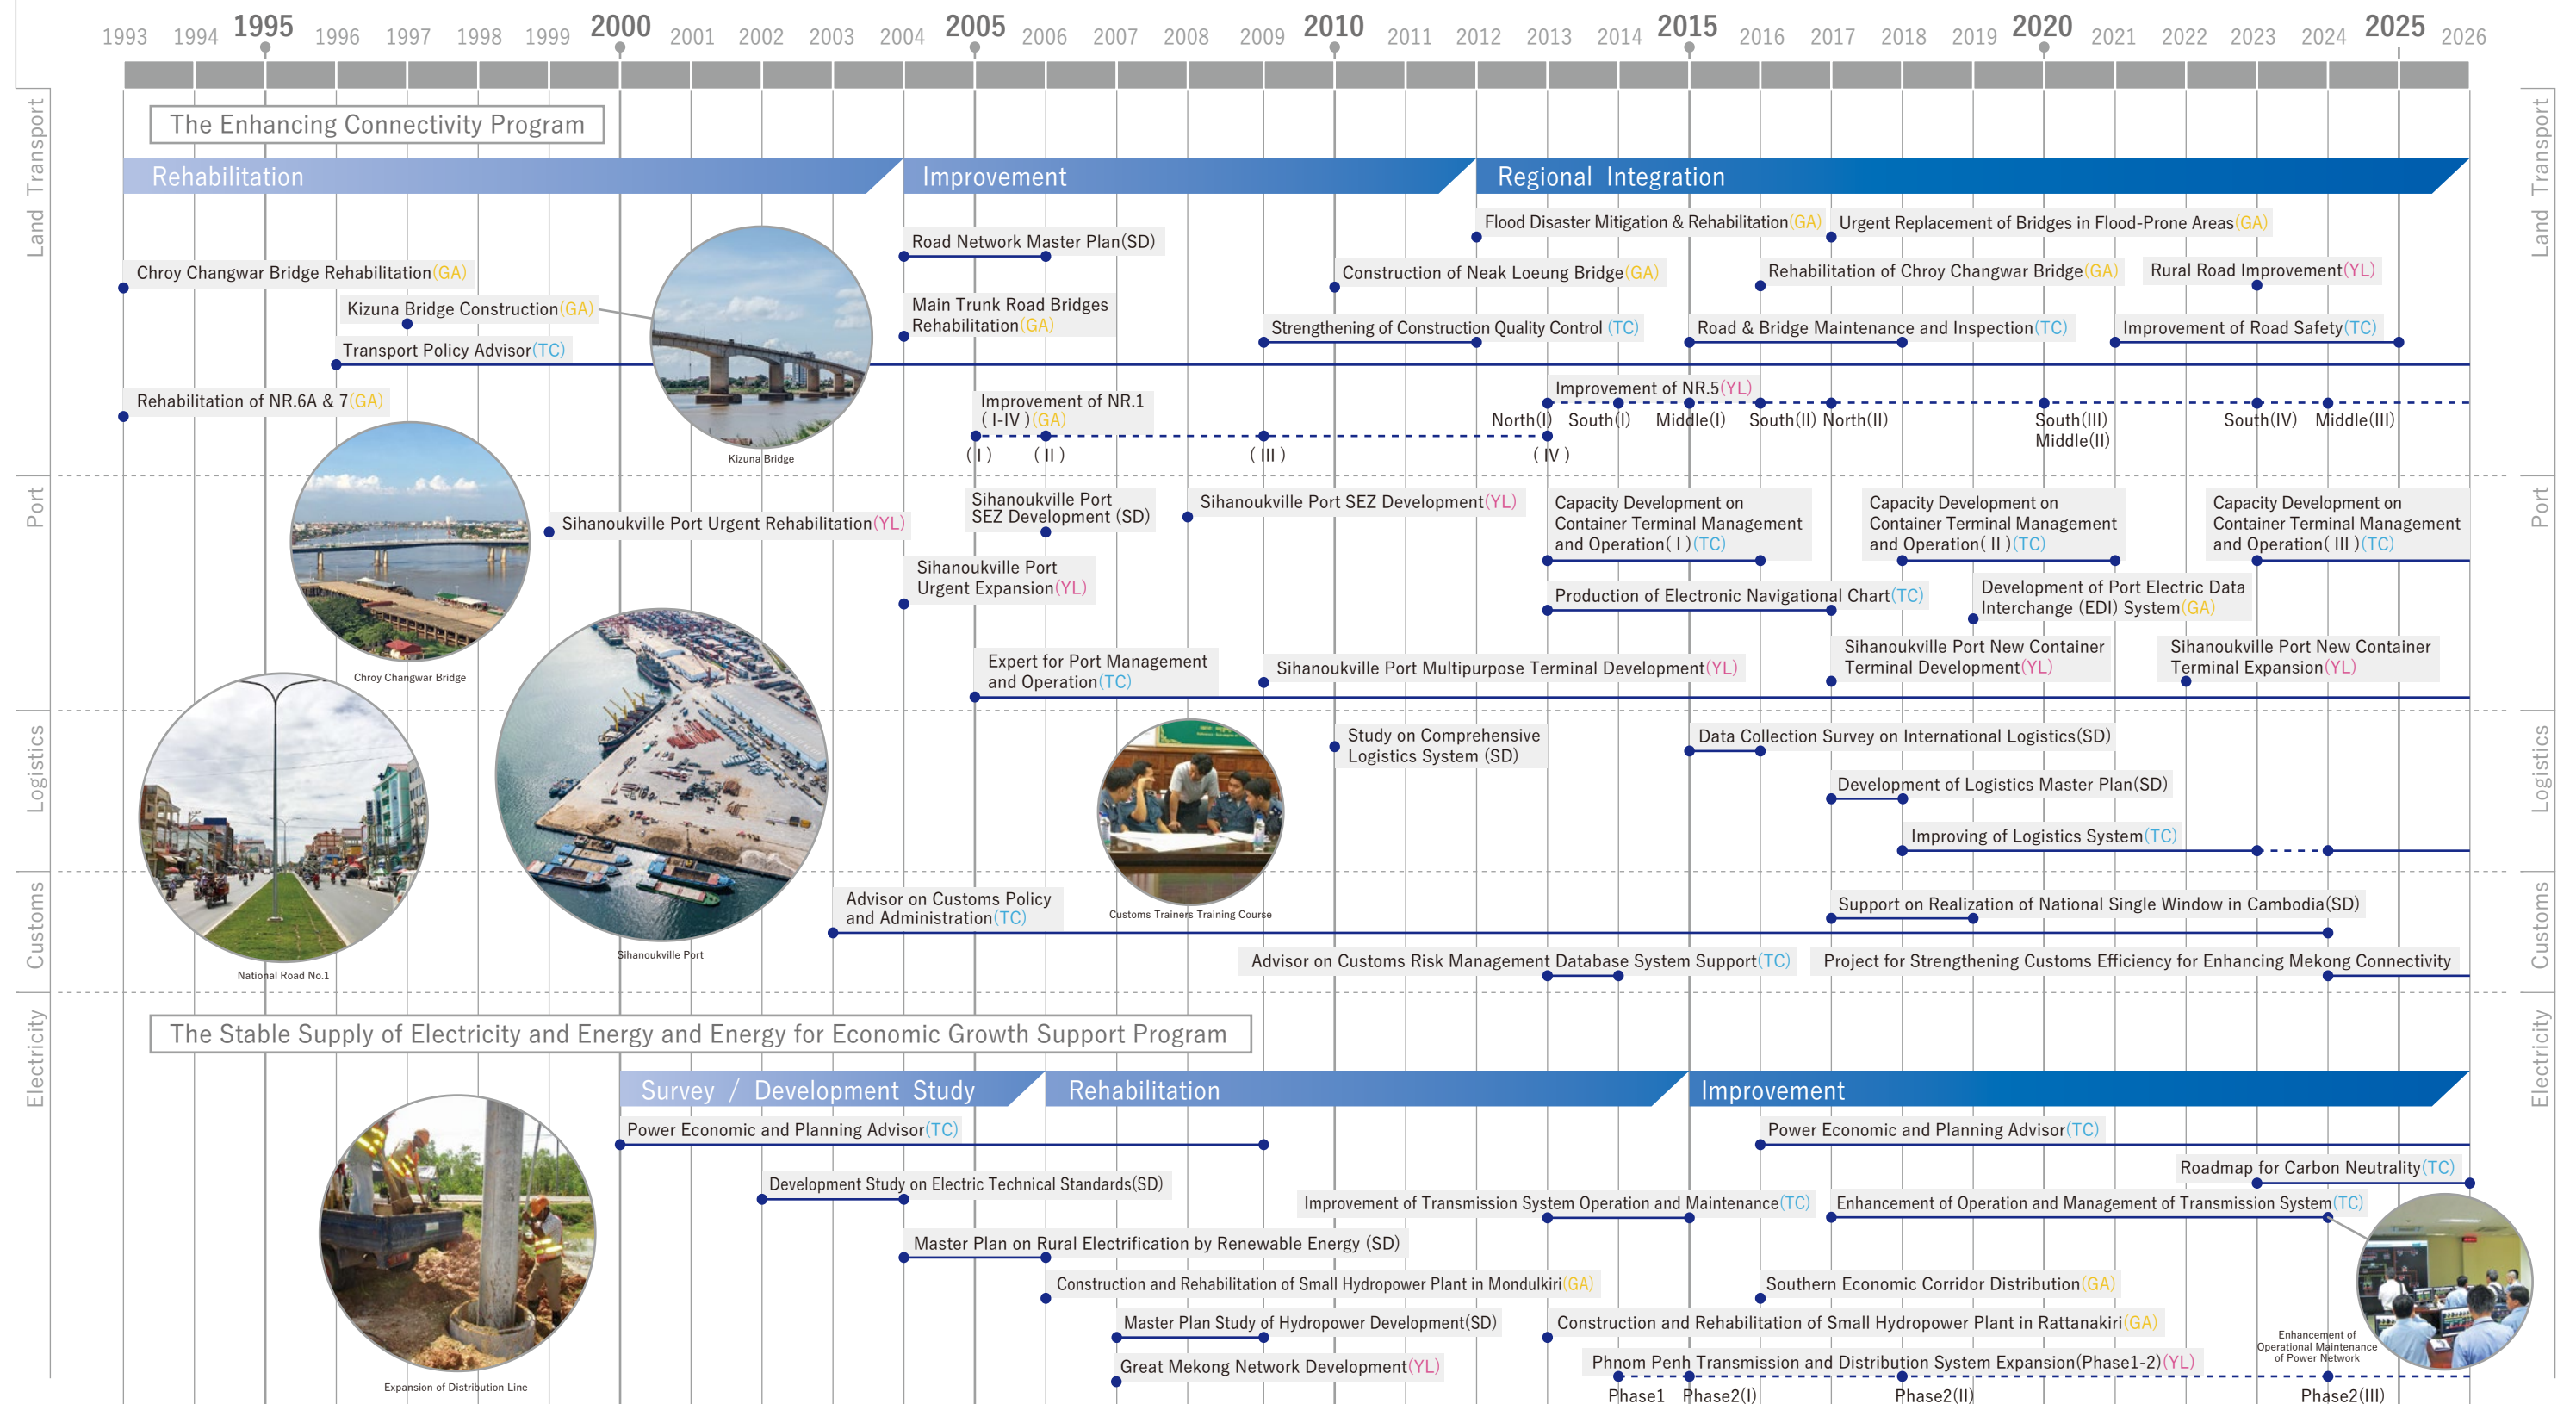 1993 1994 1995 1996 1997 1998 1999 2000 2001 2002 2003 2004 2005 2006 2007 2008 2009 2010 2011 2012 2013 2014 2015 2016 2017 2018 2019 2020 2021 2022 2023 2024 2025 2026
Land Transport
Land Transport
The Enhancing Connectivity Program
Rehabilitation
Improvement
Regional Integration
Flood Disaster Mitigation & Rehabilitation(GA)
Urgent Replacement of Bridges in Flood-Prone Areas(GA)
Road Network Master Plan(SD)
Chroy Changwar Bridge Rehabilitation(GA)
Construction of Neak Loeung Bridge(GA)
Rehabilitation of Chroy Changwar Bridge(GA)
Rural Road Improvement(YL)
Kizuna Bridge Construction(GA)
Main Trunk Road Bridges
Rehabilitation(GA)
Strengthening of Construction Quality Control (TC)
Road & Bridge Maintenance and Inspection(TC)
Improvement of Road Safety(TC)
Transport Policy Advisor(TC)
Rehabilitation of NR.6A & 7(GA)
Improvement of NR.1
( I-IV )(GA)
( I )
( II )
( III )
( IV )
Improvement of NR.5(YL)
North(I)
South(I)
Middle(I)
South(II)
North(II)
South(III)
Middle(II)
South(IV)
Middle(III)
Kizuna Bridge
Port
Port
Sihanoukville Port Urgent Rehabilitation(YL)
Sihanoukville Port
SEZ Development (SD)
Sihanoukville Port SEZ Development(YL)
Capacity Development on
Container Terminal Management
and Operation( I )(TC)
Capacity Development on
Container Terminal Management
and Operation( II )(TC)
Capacity Development on
Container Terminal Management
and Operation( III )(TC)
Sihanoukville Port
Urgent Expansion(YL)
Production of Electronic Navigational Chart(TC)
Development of Port Electric Data
Interchange (EDI) System(GA)
Expert for Port Management
and Operation(TC)
Sihanoukville Port Multipurpose Terminal Development(YL)
Sihanoukville Port New Container
Terminal Development(YL)
Sihanoukville Port New Container
Terminal Expansion(YL)
Chroy Changwar Bridge
Logistics
Logistics
Study on Comprehensive
Logistics System (SD)
Data Collection Survey on International Logistics(SD)
Development of Logistics Master Plan(SD)
Improving of Logistics System(TC)
Customs
Customs
Advisor on Customs Policy
and Administration(TC)
Customs Trainers Training Course
Support on Realization of National Single Window in Cambodia(SD)
Advisor on Customs Risk Management Database System Support(TC)
Project for Strengthening Customs Efficiency for Enhancing Mekong Connectivity
Sihanoukville Port
National Road No.1
Electricity
Electricity
The Stable Supply of Electricity and Energy and Energy for Economic Growth Support Program
Survey / Development Study
Rehabilitation
Improvement
Power Economic and Planning Advisor(TC)
Power Economic and Planning Advisor(TC)
Roadmap for Carbon Neutrality(TC)
Development Study on Electric Technical Standards(SD)
Improvement of Transmission System Operation and Maintenance(TC)
Enhancement of Operation and Management of Transmission System(TC)
Master Plan on Rural Electrification by Renewable Energy (SD)
Construction and Rehabilitation of Small Hydropower Plant in Mondulkiri(GA)
Southern Economic Corridor Distribution(GA)
Master Plan Study of Hydropower Development(SD)
Construction and Rehabilitation of Small Hydropower Plant in Rattanakiri(GA)
Great Mekong Network Development(YL)
Phnom Penh Transmission and Distribution System Expansion(Phase1-2)(YL)
Phase1
Phase2(I)
Phase2(II)
Phase2(III)
Enhancement of
Operational Maintenance
of Power Network
Expansion of Distribution Line